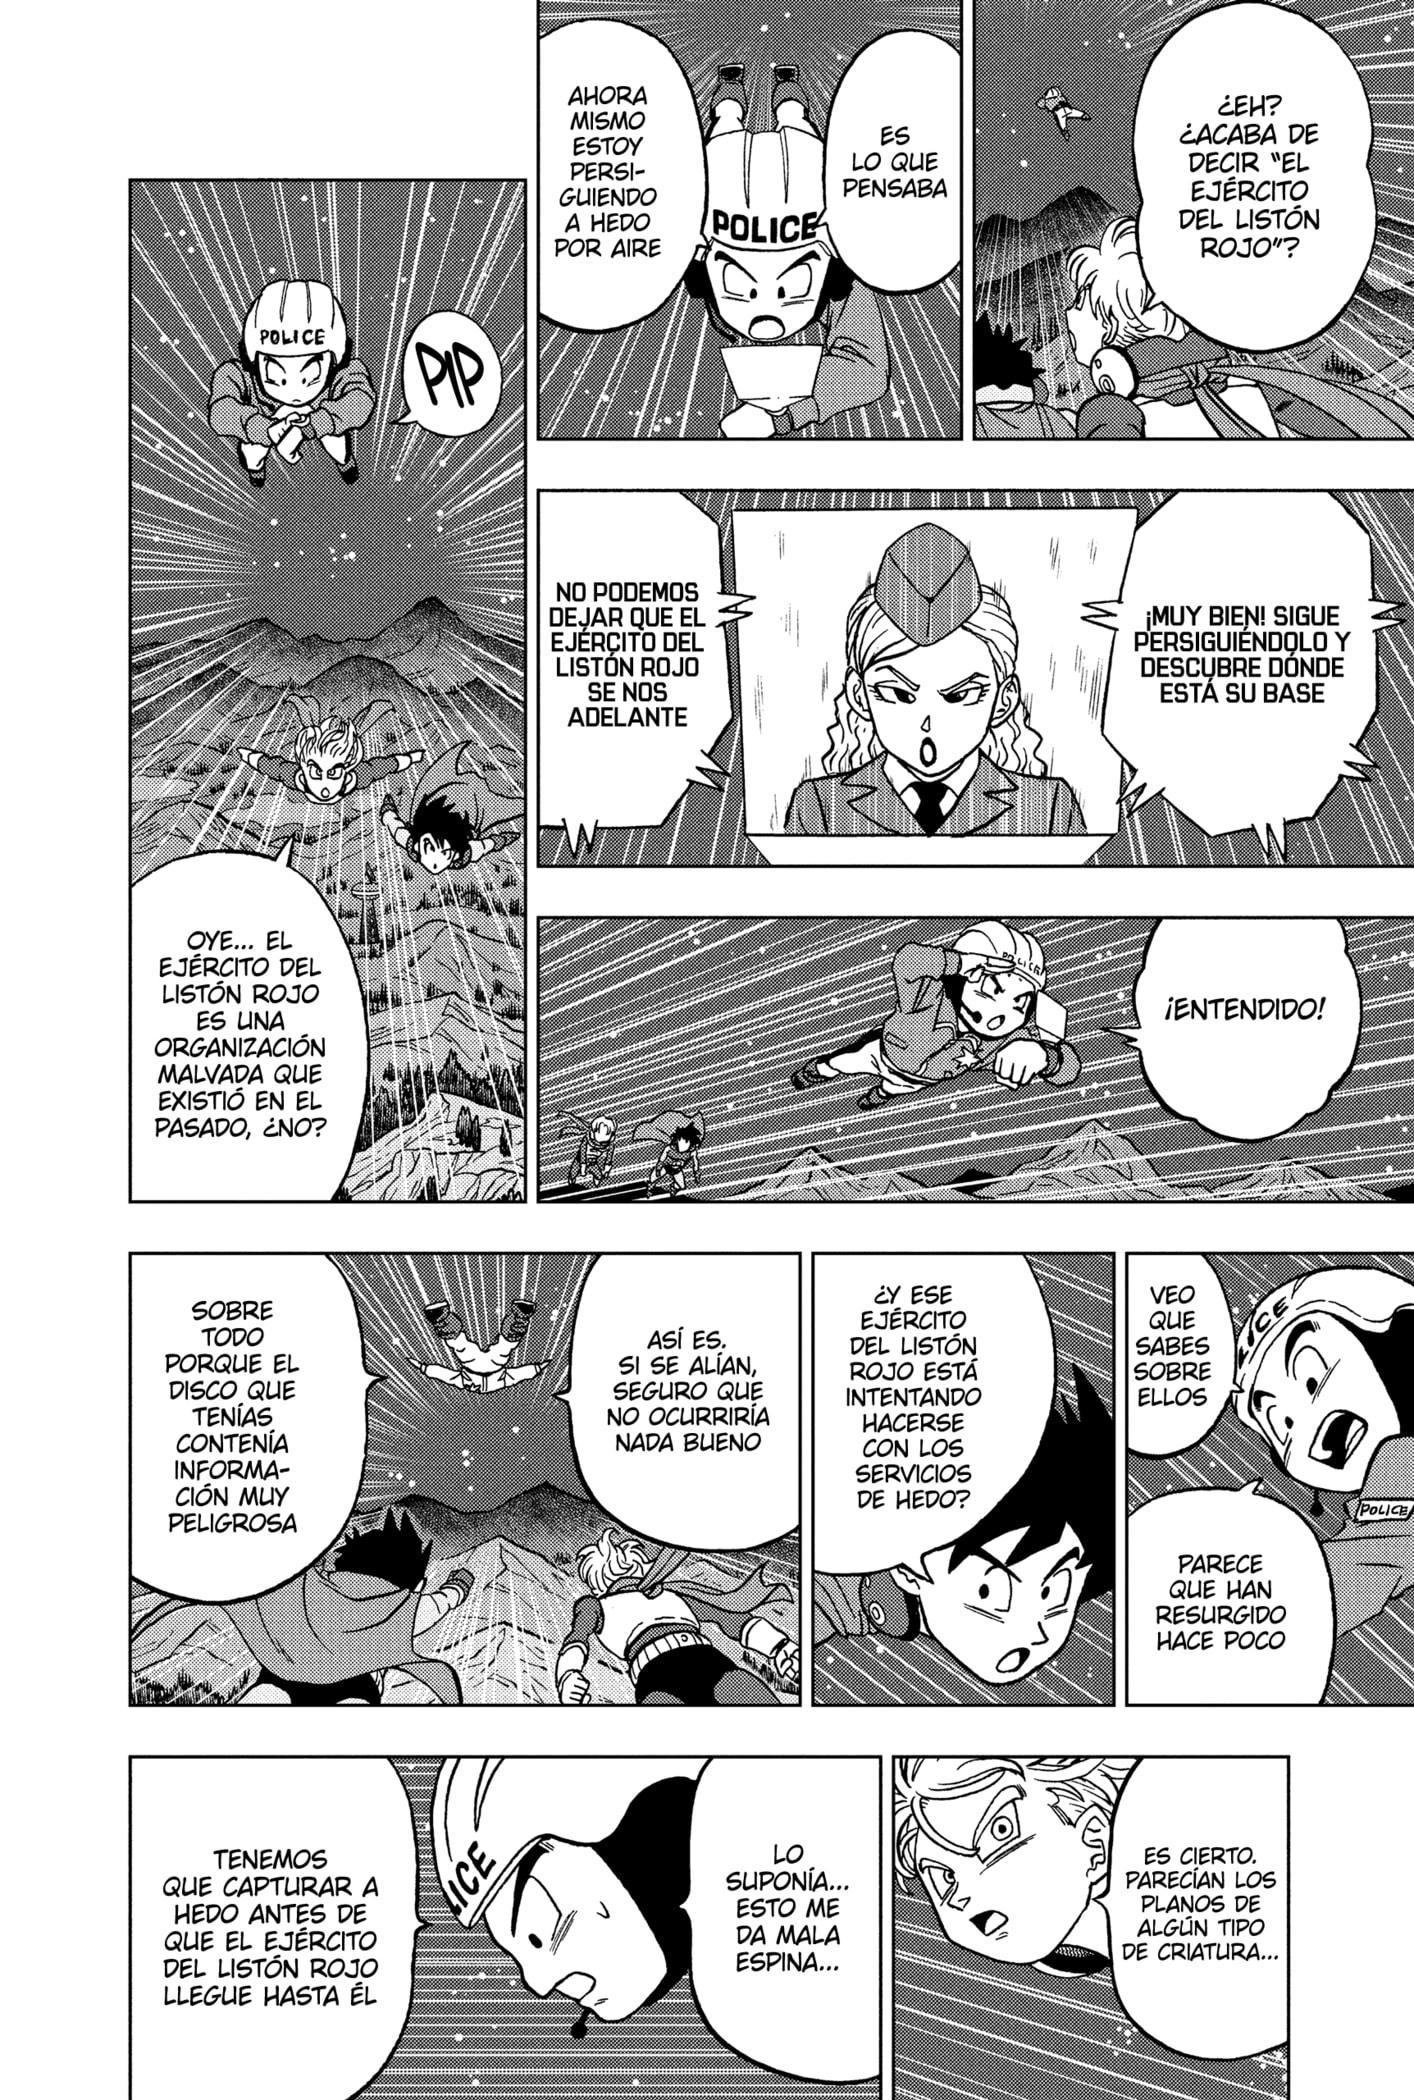 ¿EH?
¿ACABA DE
DECIR "EL
EJÉRCITO
DEL LISTÓN
ROJO"?
ES
LO QUE
PENSABA
AHORA
MISMO
ESTOY
PERSI-
GUIENDO
A HEDO
POR AIRE
POLICE
¡MUY BIEN! SIGUE
PERSIGUIÉNDOLO Y
DESCUBRE DÓNDE
ESTÁ SU BASE
NO PODEMOS
DEJAR QUE EL
EJÉRCITO DEL
LISTÓN ROJO
SE NOS
ADELANTE
¡ENTENDIDO!
POLICE
POLICE
PIP
OYE... EL
EJÉRCITO DEL
LISTÓN ROJO
ES UNA
ORGANIZACIÓN
MALVADA QUE
EXISTIÓ EN EL
PASADO, ¿NO?
VEO
QUE
SABES
SOBRE
ELLOS
ICE
POLICE
PARECE
QUE HAN
RESURGIDO
HACE POCO
¿Y ESE
EJÉRCITO
DEL LISTÓN
ROJO ESTÁ
INTENTANDO
HACERSE
CON LOS
SERVICIOS
DE HEDO?
ASÍ ES.
SI SE ALÍAN,
SEGURO QUE
NO OCURRIRÍA
NADA BUENO
SOBRE
TODO
PORQUE EL
DISCO QUE
TENÍAS
CONTENÍA
INFORMA-
CIÓN MUY
PELIGROSA
ES CIERTO.
PARECÍAN LOS
PLANOS DE
ALGÚN TIPO
DE CRIATURA...
LO
SUPONÍA...
ESTO ME
DA MALA
ESPINA...
LICE
TENEMOS
QUE CAPTURAR A
HEDO ANTES DE
QUE EL EJÉRCITO
DEL LISTÓN ROJO
LLEGUE HASTA ÉL